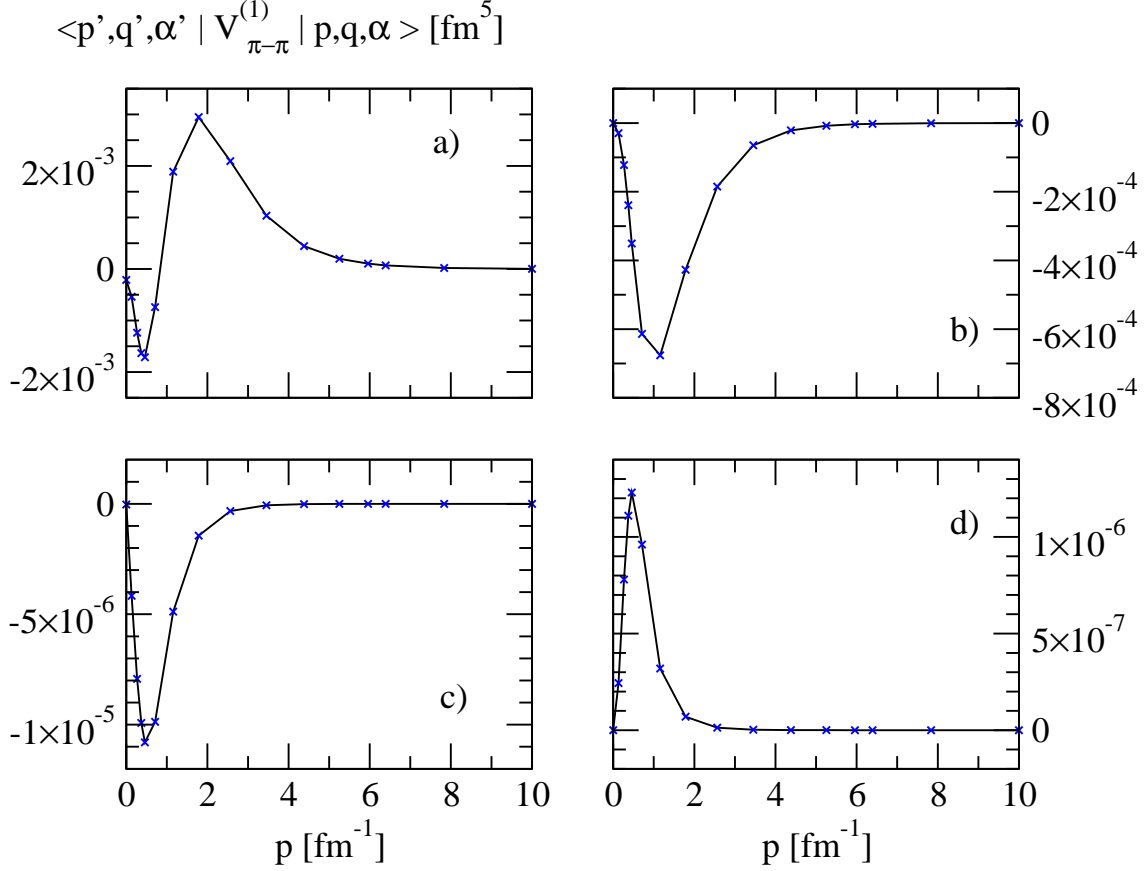 <p’,q’,α’ | V^{(1)}_{π−π} | p,q,α > [fm^5]
a)
2×10^{-3}
0
-2×10^{-3}
b)
0
-2×10^{-4}
-4×10^{-4}
-6×10^{-4}
-8×10^{-4}
c)
0
-5×10^{-6}
-1×10^{-5}
0 2 4 6 8 10
p [fm^{-1}]
d)
1×10^{-6}
5×10^{-7}
0
0 2 4 6 8 10
p [fm^{-1}]